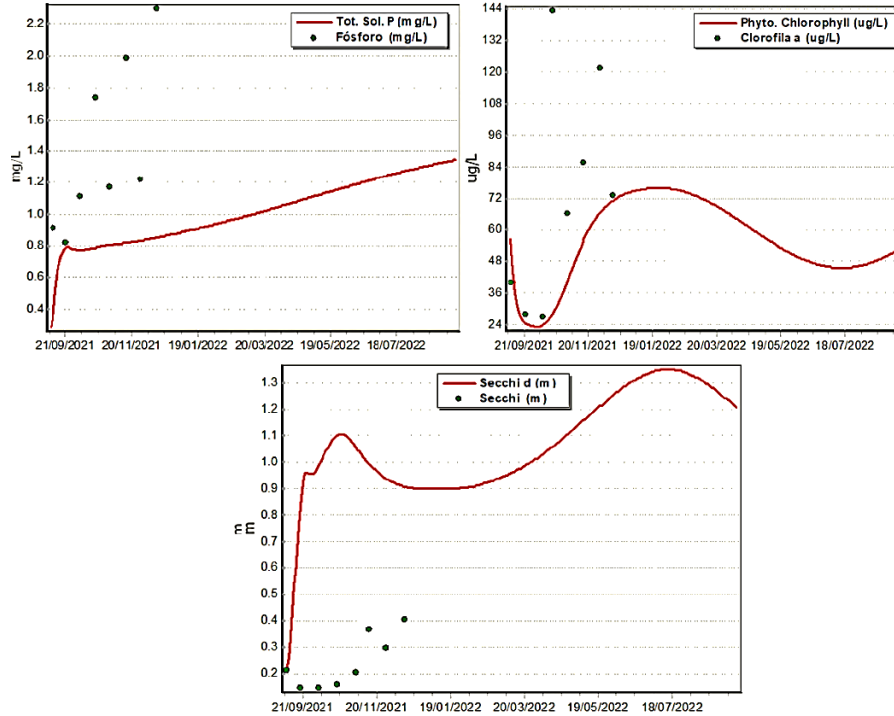 Tot. Sol. P (mg/L)
Fósforo (mg/L)
2.2
2.0
1.8
1.6
1.4
1.2
1.0
0.8
0.6
0.4
mg/L
21/09/2021 20/11/2021 19/01/2022 20/03/2022 19/05/2022 18/07/2022
Phyto. Chlorophyll (ug/L)
Clorofila a (ug/L)
144
132
120
108
96
84
72
60
48
36
24
ug/L
21/09/2021 20/11/2021 19/01/2022 20/03/2022 19/05/2022 18/07/2022
Secchi d (m)
Secchi (m)
1.3
1.2
1.1
1.0
0.9
0.8
0.7
0.6
0.5
0.4
0.3
0.2
m
m
21/09/2021 20/11/2021 19/01/2022 20/03/2022 19/05/2022 18/07/2022